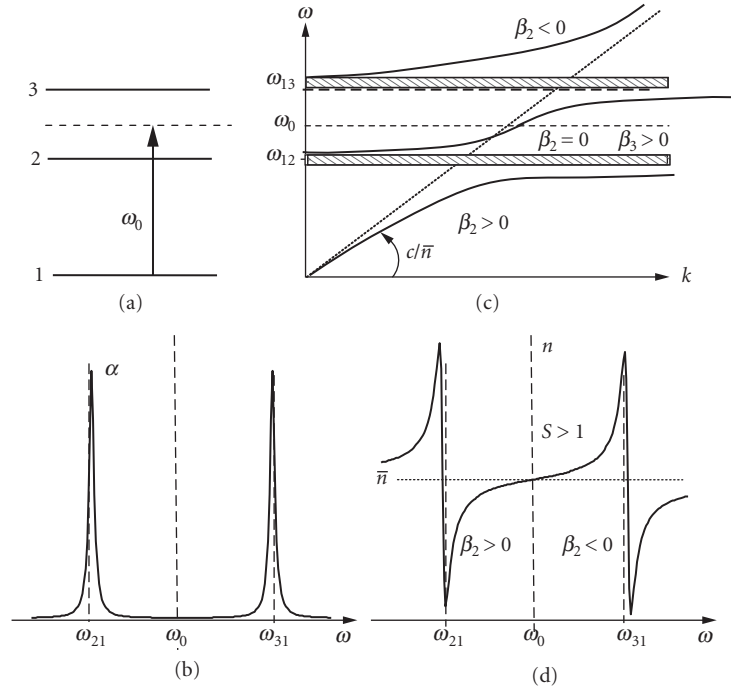 3
2
ω₀
1
(a)
ω
β₂ < 0
ω₁₃
ω₀
β₂ = 0 β₃ > 0
ω₁₂
β₂ > 0
c/n̅
k
(c)
α
ω₂₁ ω₀ ω₃₁ ω
(b)
n
S > 1
n̅
β₂ > 0 β₂ < 0
ω₂₁ ω₀ ω₃₁ ω
(d)